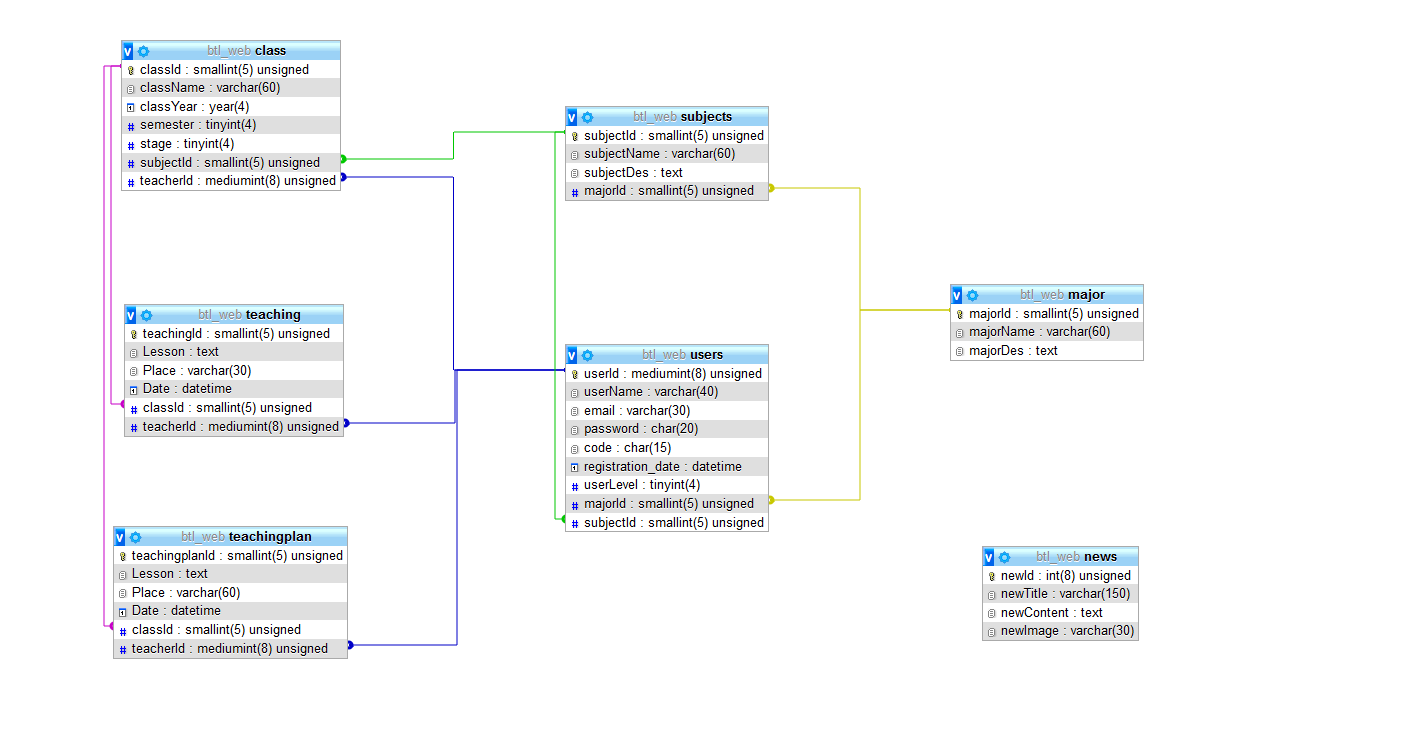 btl_web class
classId : smallint(5) unsigned
className : varchar(60)
classYear : year(4)
semester : tinyint(4)
stage : tinyint(4)
subjectId : smallint(5) unsigned
teacherId : mediumint(8) unsigned
btl_web subjects
subjectId : smallint(5) unsigned
subjectName : varchar(60)
subjectDes : text
majorId : smallint(5) unsigned
btl_web major
majorId : smallint(5) unsigned
majorName : varchar(60)
majorDes : text
btl_web teaching
teachingId : smallint(5) unsigned
Lesson : text
Place : varchar(30)
Date : datetime
classId : smallint(5) unsigned
teacherId : mediumint(8) unsigned
btl_web users
userId : mediumint(8) unsigned
userName : varchar(40)
email : varchar(30)
password : char(20)
code : char(15)
registration_date : datetime
userLevel : tinyint(4)
majorId : smallint(5) unsigned
subjectId : smallint(5) unsigned
btl_web teachingplan
teachingplanId : smallint(5) unsigned
Lesson : text
Place : varchar(60)
Date : datetime
classId : smallint(5) unsigned
teacherId : mediumint(8) unsigned
btl_web news
newId : int(8) unsigned
newTitle : varchar(150)
newContent : text
newImage : varchar(30)